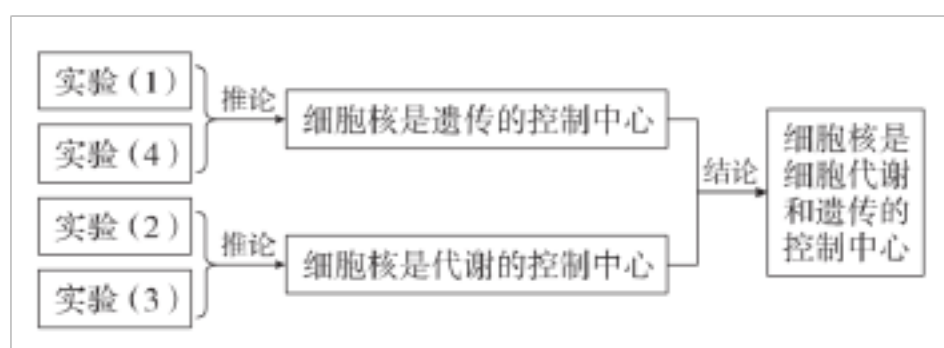 实验(1)
实验(4)
推论
细胞核是遗传的控制中心
实验(2)
实验(3)
推论
细胞核是代谢的控制中心
结论
细胞核是
细胞代谢
和遗传的
控制中心